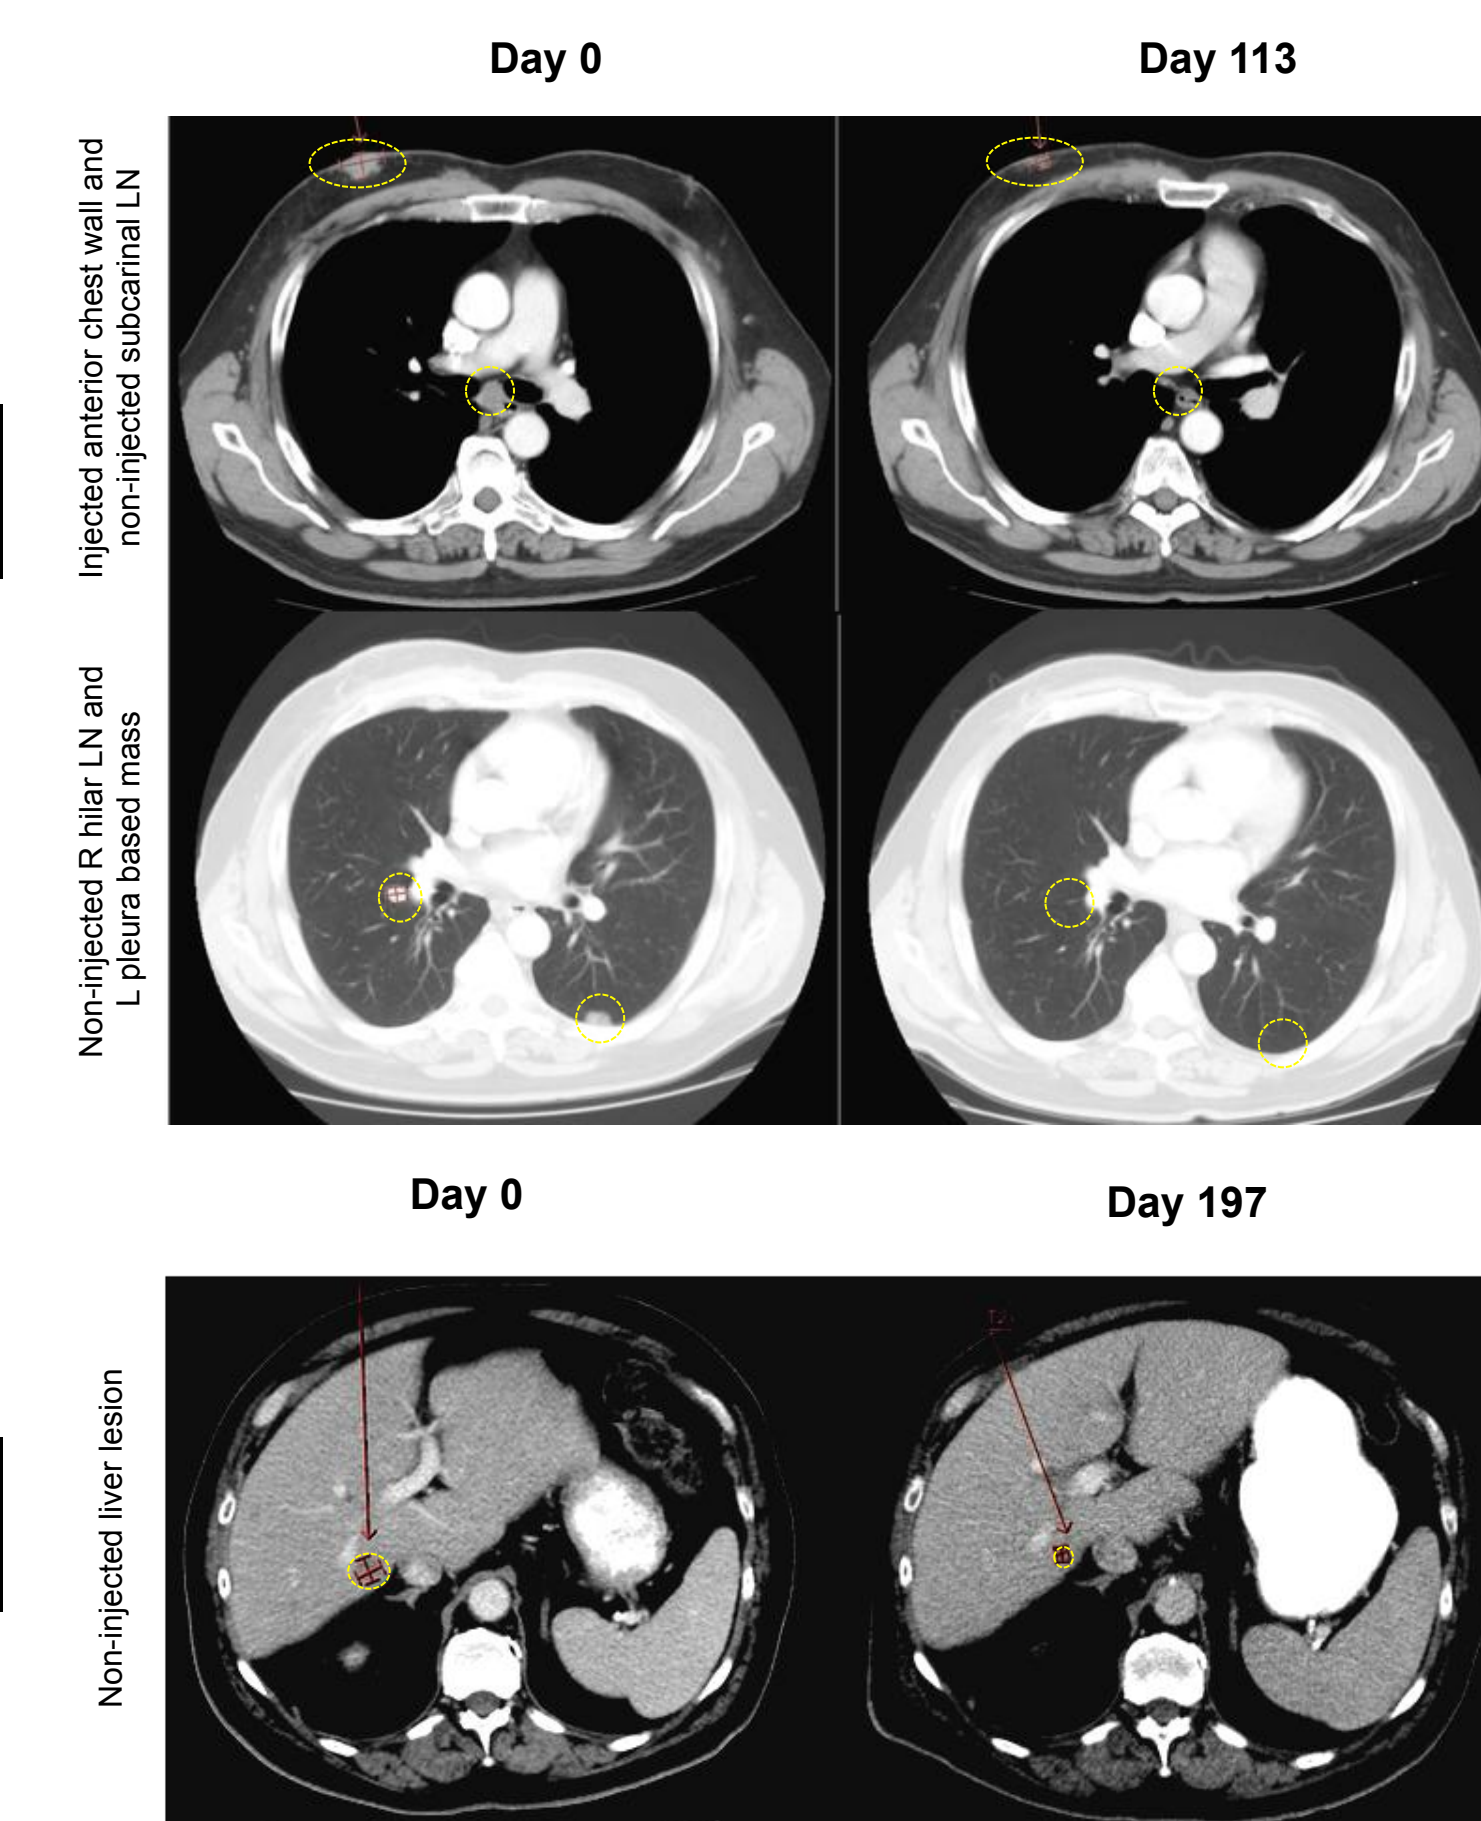 Day 0
Day 113
Injected anterior chest wall and
non-injected subcarinal LN
Non-injected R hilar LN and
L pleura based mass
Day 0
Day 197
Non-injected liver lesion